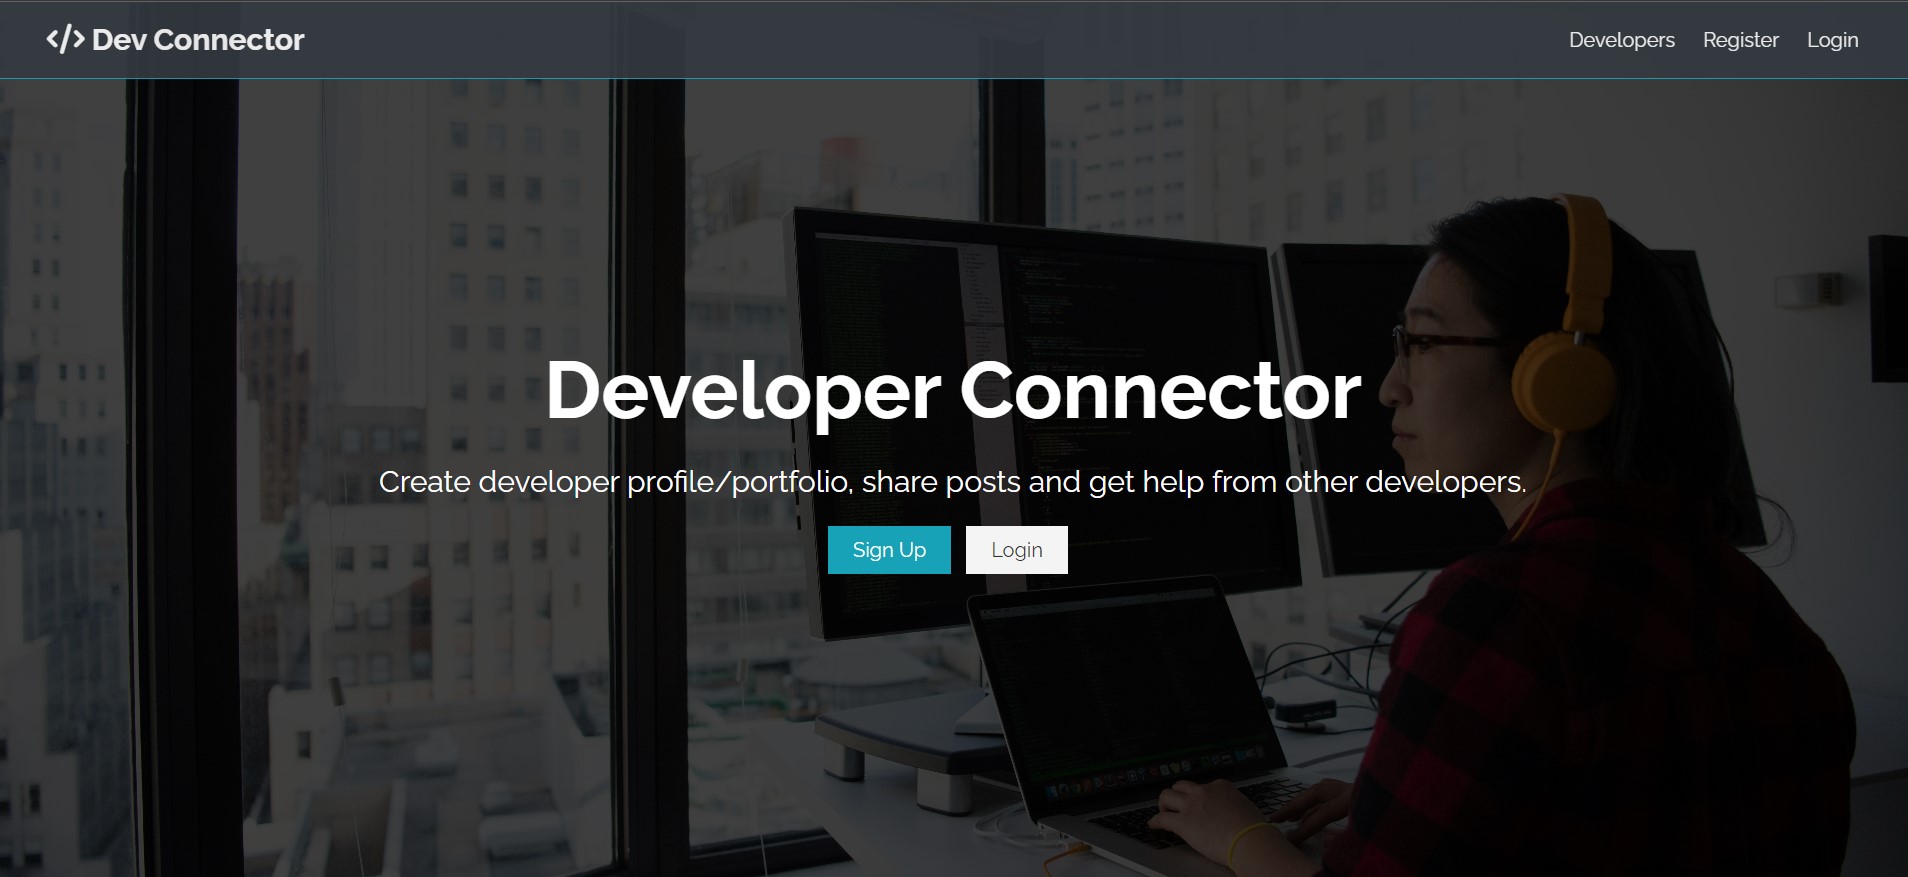 </> Dev Connector
Developers Register Login
Developer Connector
Create developer profile/portfolio, share posts and get help from other developers.
Sign Up
Login